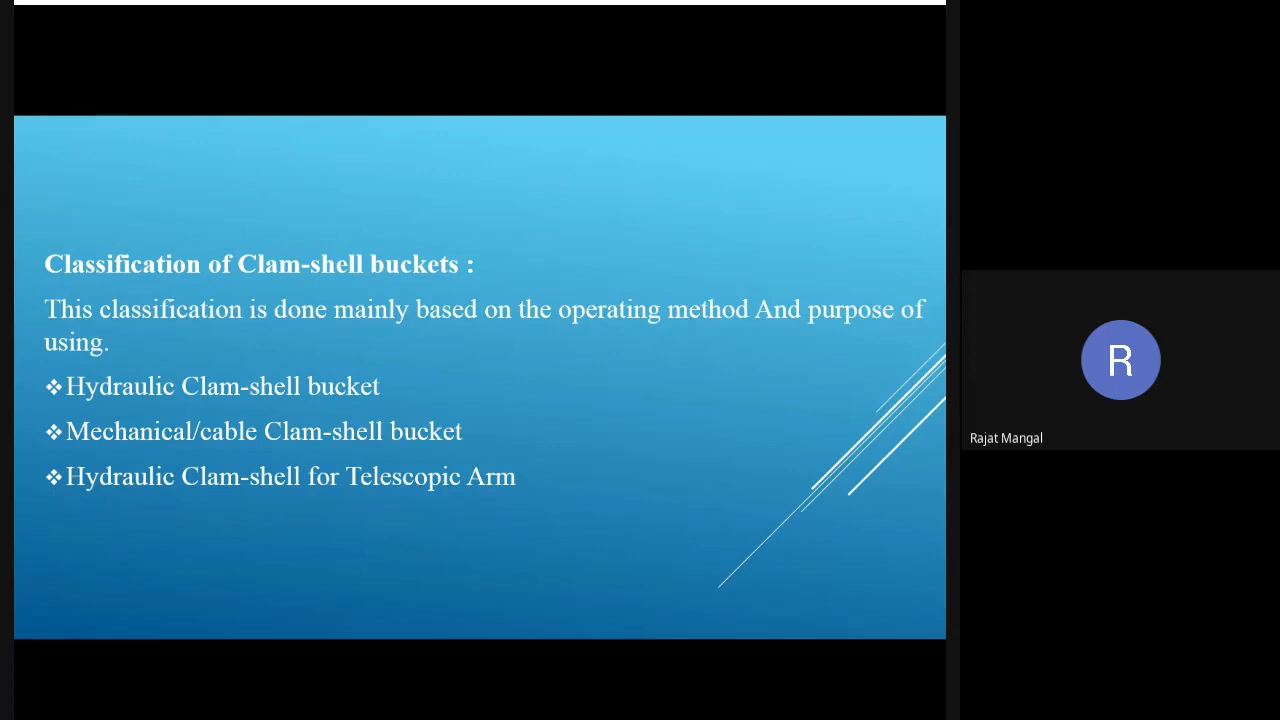 Classification of Clam-shell buckets :
This classification is done mainly based on the operating method And purpose of
using.
❖Hydraulic Clam-shell bucket
❖Mechanical/cable Clam-shell bucket
❖Hydraulic Clam-shell for Telescopic Arm
R
Rajat Mangal